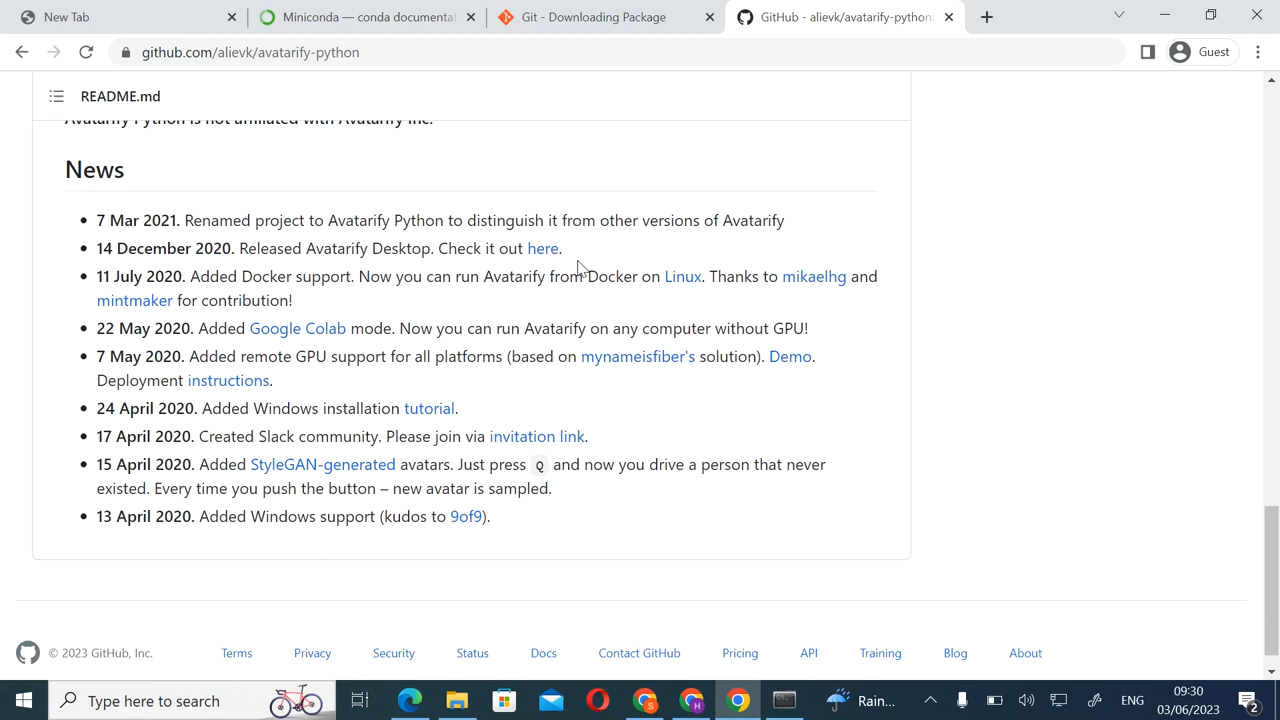 New Tab
Miniconda — conda documentat
Git - Downloading Package
GitHub - alievk/avatarify-python:
github.com/alievk/avatarify-python
Guest
README.md
Avatarify Python is not affiliated with Avatarify Inc.
News
7 Mar 2021. Renamed project to Avatarify Python to distinguish it from other versions of Avatarify
14 December 2020. Released Avatarify Desktop. Check it out here.
11 July 2020. Added Docker support. Now you can run Avatarify from Docker on Linux. Thanks to mikaelhg and
mintmaker for contribution!
22 May 2020. Added Google Colab mode. Now you can run Avatarify on any computer without GPU!
7 May 2020. Added remote GPU support for all platforms (based on mynameisfiber's solution). Demo.
Deployment instructions.
24 April 2020. Added Windows installation tutorial.
17 April 2020. Created Slack community. Please join via invitation link.
15 April 2020. Added StyleGAN-generated avatars. Just press Q and now you drive a person that never
existed. Every time you push the button – new avatar is sampled.
13 April 2020. Added Windows support (kudos to 9of9).
© 2023 GitHub, Inc.
Terms
Privacy
Security
Status
Docs
Contact GitHub
Pricing
API
Training
Blog
About
Type here to search
S
H
Rain...
ENG
09:30
03/06/2023
2